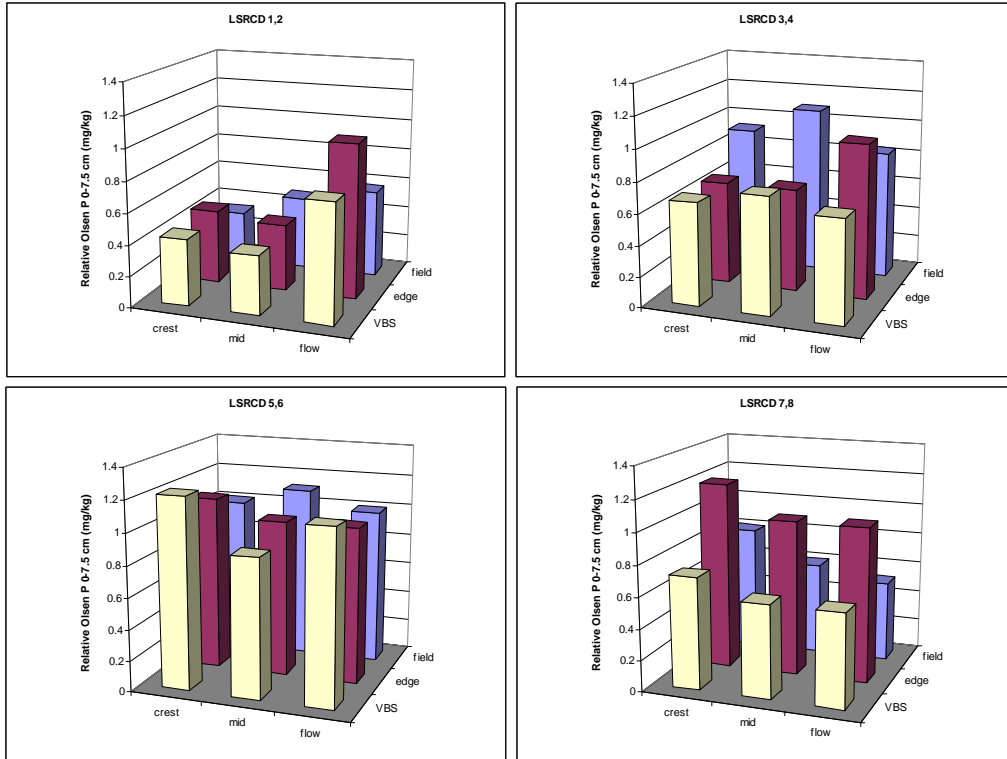 LSRCD 1,2
Relative Olsen P 0-7.5 cm (mg/kg)
1.4
1.2
1
0.8
0.6
0.4
0.2
0
crest
mid
flow
VBS
edge
field
LSRCD 3,4
Relative Olsen P 0-7.5 cm (mg/kg)
1.4
1.2
1
0.8
0.6
0.4
0.2
0
crest
mid
flow
VBS
edge
field
LSRCD 5,6
Relative Olsen P 0-7.5 cm (mg/kg)
1.4
1.2
1
0.8
0.6
0.4
0.2
0
crest
mid
flow
VBS
edge
field
LSRCD 7,8
Relative Olsen P 0-7.5 cm (mg/kg)
1.4
1.2
1
0.8
0.6
0.4
0.2
0
crest
mid
flow
VBS
edge
field